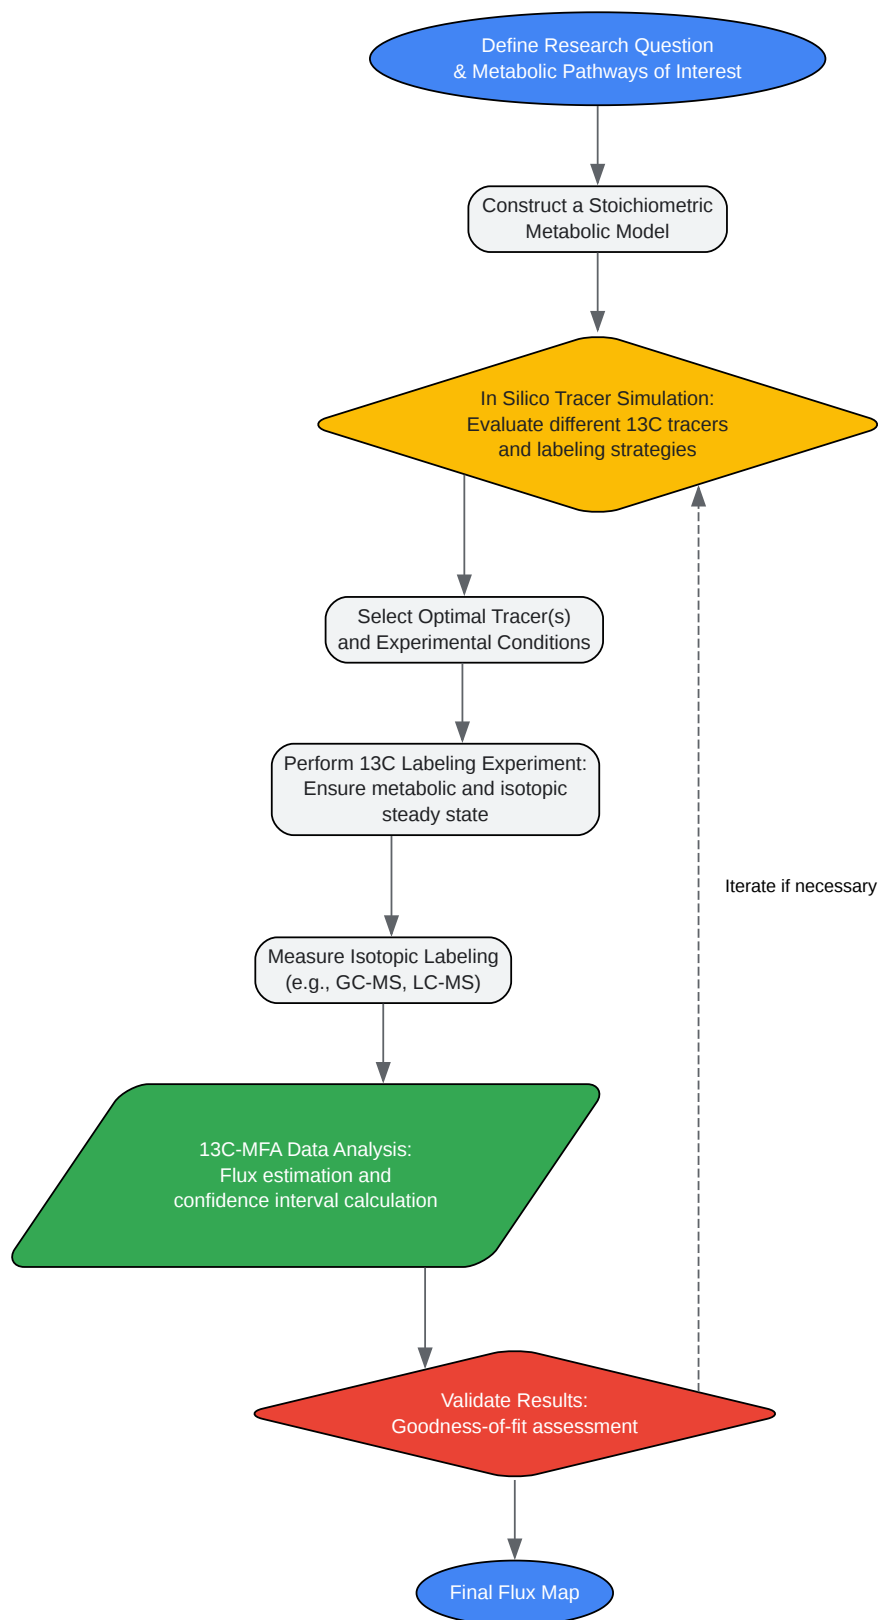 Define Research Question
& Metabolic Pathways of Interest
Construct a Stoichiometric
Metabolic Model
In Silico Tracer Simulation:
Evaluate different 13C tracers
and labeling strategies
Select Optimal Tracer(s)
and Experimental Conditions
Perform 13C Labeling Experiment:
Ensure metabolic and isotopic
steady state
Iterate if necessary
Measure Isotopic Labeling
(e.g., GC-MS, LC-MS)
13C-MFA Data Analysis:
Flux estimation and
confidence interval calculation
Validate Results:
Goodness-of-fit assessment
Final Flux Map